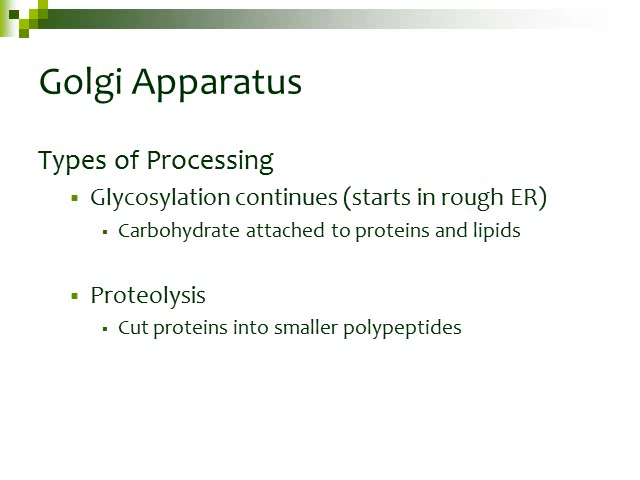 Golgi Apparatus
Types of Processing
Glycosylation continues (starts in rough ER)
Carbohydrate attached to proteins and lipids
Proteolysis
Cut proteins into smaller polypeptides